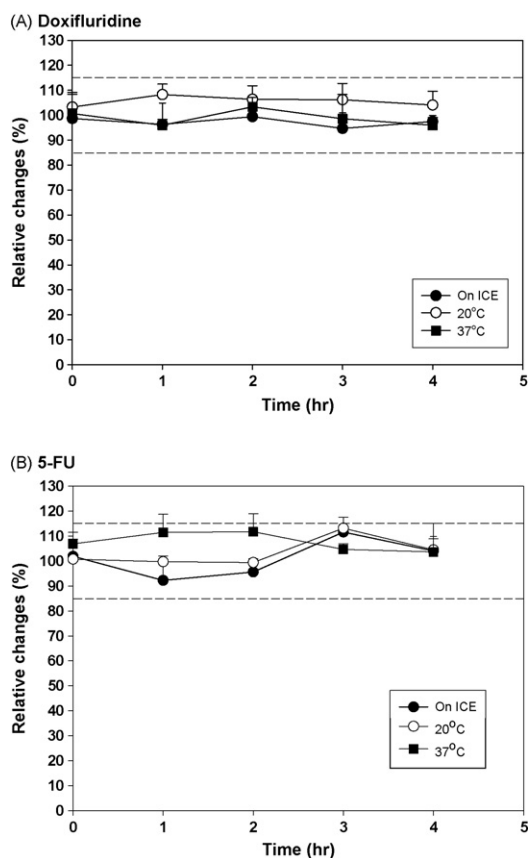 (A) Doxifluridine
130
120
110
100
90
80
70
60
50
40
30
20
10
0
Relative changes (%)
On ICE
20°C
37°C
0 1 2 3 4 5
Time (hr)
(B) 5-FU
130
120
110
100
90
80
70
60
50
40
30
20
10
0
Relative changes (%)
On ICE
20°C
37°C
0 1 2 3 4 5
Time (hr)